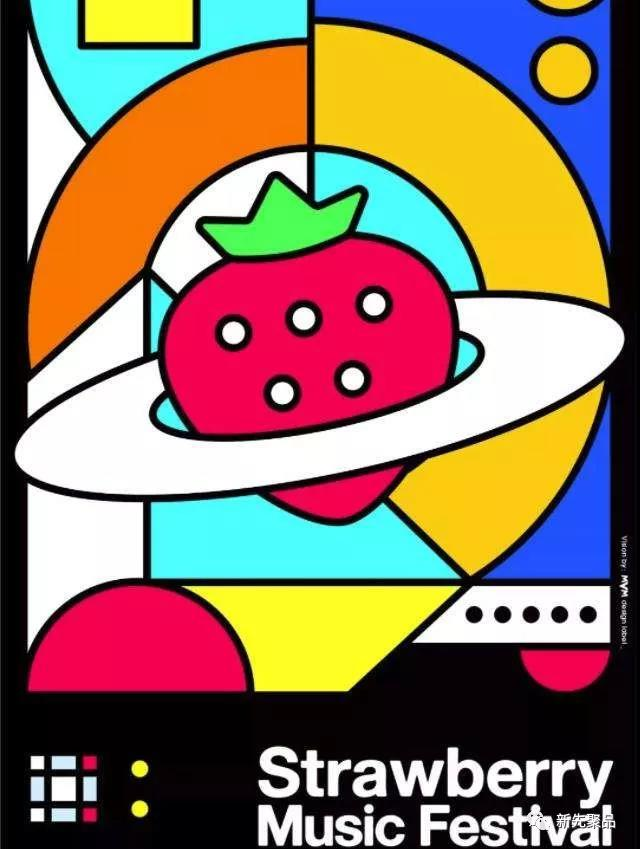 Vision by: MVM design label.
Strawberry
Music Festival
新先聚品